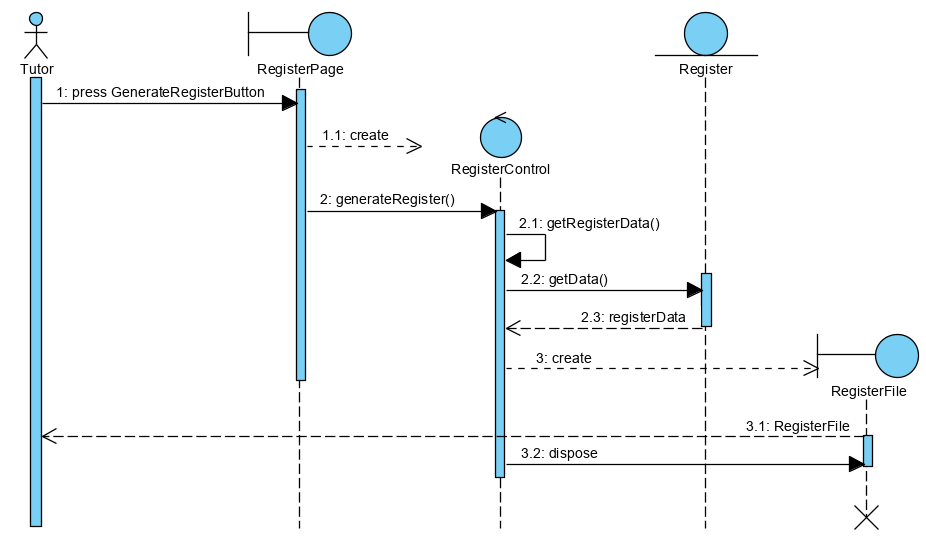 Tutor
RegisterPage
Register
1: press GenerateRegisterButton
1.1: create
RegisterControl
2: generateRegister()
2.1: getRegisterData()
2.2: getData()
2.3: registerData
3: create
RegisterFile
3.1: RegisterFile
3.2: dispose